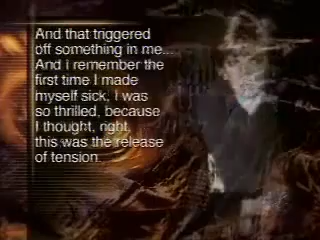 And that triggered
off something in me...
And I remember the
first time I made
myself sick, I was
so thrilled, because
I thought, right,
this was the release
of tension.